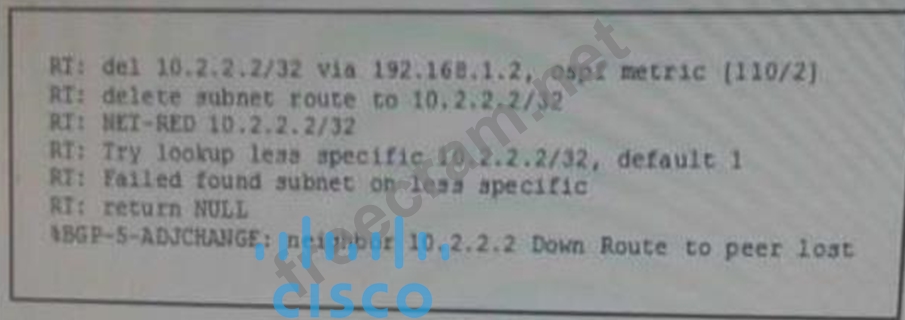 RT: del 10.2.2.2/32 via 192.168.1.2, ospf metric [110/2]
RT: delete subnet route to 10.2.2.2/32
RT: NET-RED 10.2.2.2/32
RT: Try lookup less specific 10.2.2.2/32, default 1
RT: Failed found subnet on less specific
RT: return NULL
%BGP-5-ADJCHANGE: neighbor 10.2.2.2 Down Route to peer lost
freecram.net
CISCO